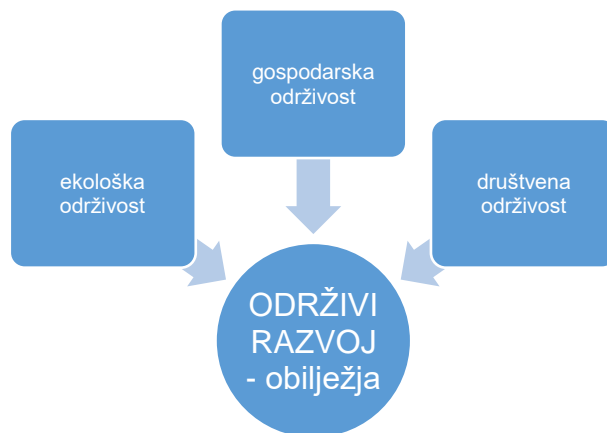 gospodarska
održivost
ekološka
održivost
društvena
održivost
ODRŽIVI
RAZVOJ
- obilježja